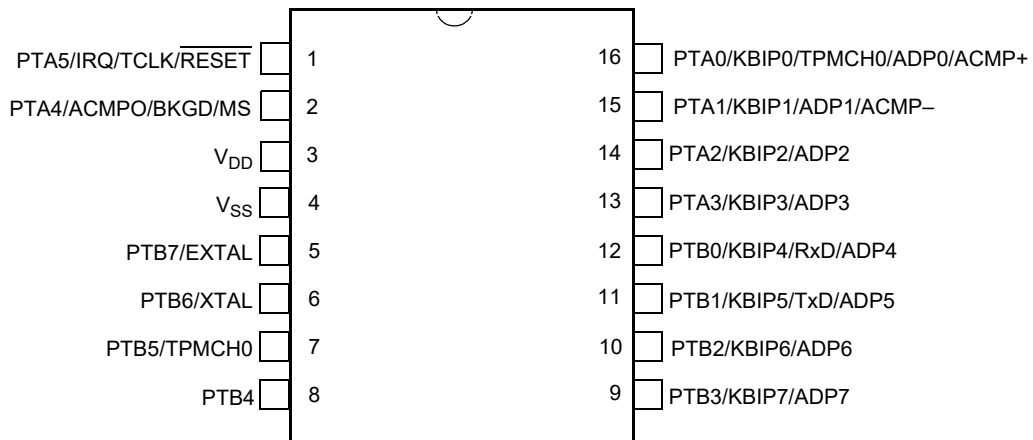 PTA5/IRQ/TCLK/RESET 1 16 PTA0/KBIP0/TPMCH0/ADP0/ACMP+
PTA4/ACMPO/BKGD/MS 2 15 PTA1/KBIP1/ADP1/ACMP–
VDD 3 14 PTA2/KBIP2/ADP2
VSS 4 13 PTA3/KBIP3/ADP3
PTB7/EXTAL 5 12 PTB0/KBIP4/RxD/ADP4
PTB6/XTAL 6 11 PTB1/KBIP5/TxD/ADP5
PTB5/TPMCH0 7 10 PTB2/KBIP6/ADP6
PTB4 8 9 PTB3/KBIP7/ADP7